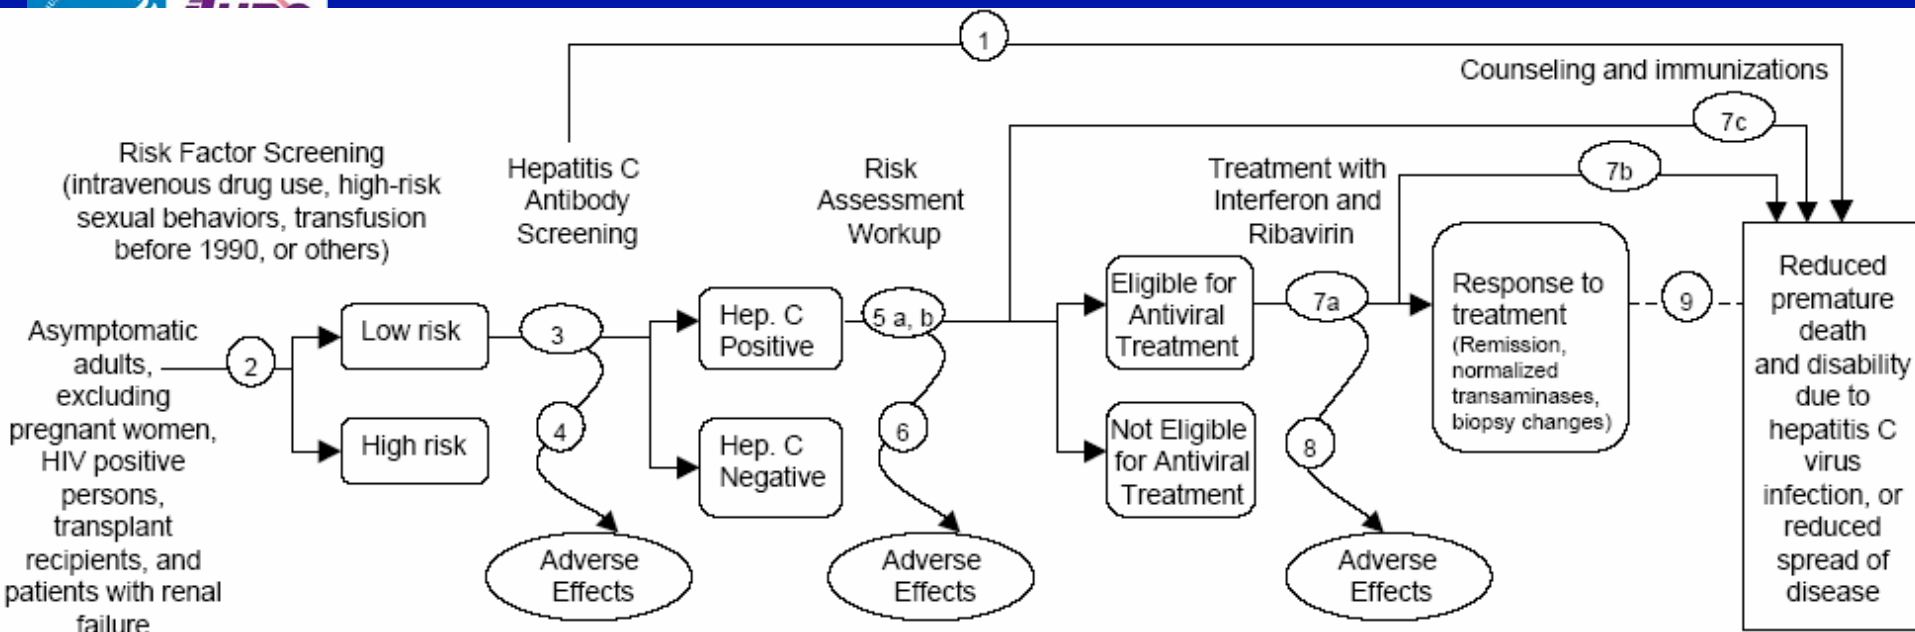 1
Counseling and immunizations
7c
Risk Factor Screening
(intravenous drug use, high-risk
sexual behaviors, transfusion
before 1990, or others)
Hepatitis C
Antibody
Screening
Risk
Assessment
Workup
Treatment with
Interferon and
Ribavirin
7b
Asymptomatic
adults,
excluding
pregnant women,
HIV positive
persons,
transplant
recipients, and
patients with renal
failure
2
Low risk
High risk
3
4
Adverse
Effects
Hep. C
Positive
Hep. C
Negative
5 a, b
6
Adverse
Effects
Eligible for
Antiviral
Treatment
Not Eligible
for Antiviral
Treatment
7a
8
Adverse
Effects
Response to
treatment
(Remission,
normalized
transaminases,
biopsy changes)
9
Reduced
premature
death
and disability
due to
hepatitis C
virus
infection, or
reduced
spread of
disease